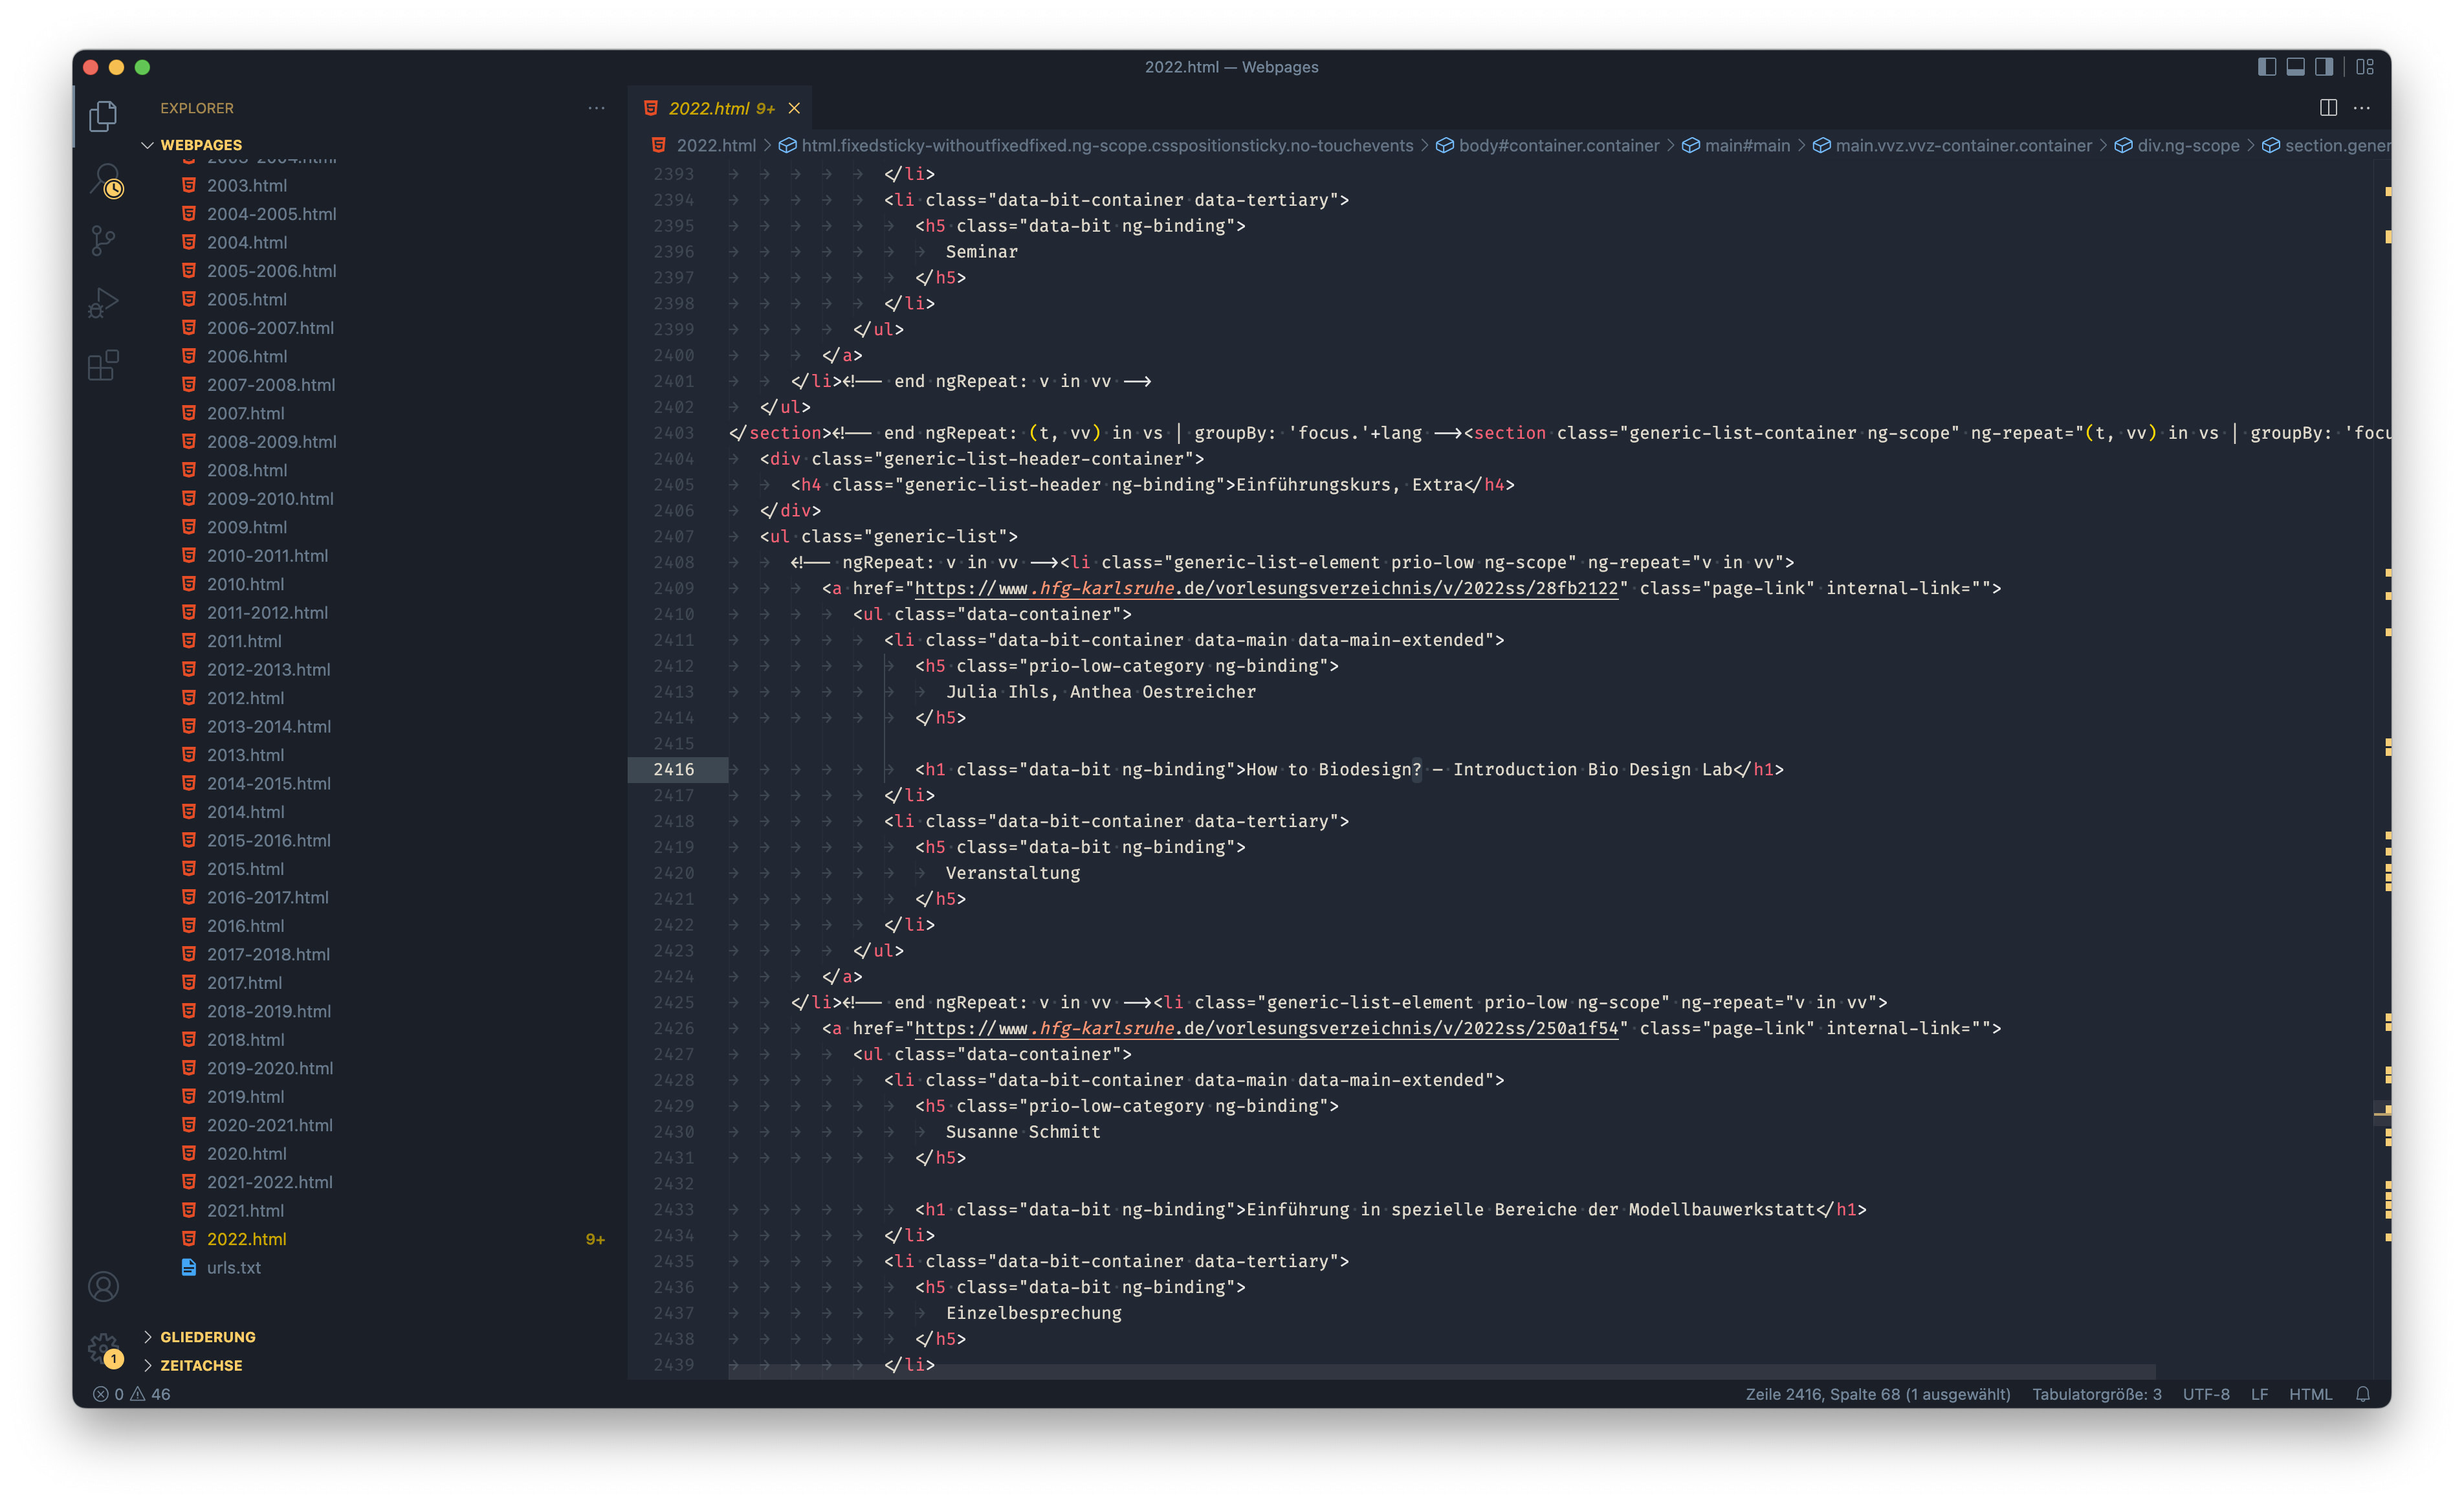 2022.html — Webpages
EXPLORER
WEBPAGES
2003-2004.html
2003.html
2004-2005.html
2004.html
2005-2006.html
2005.html
2006-2007.html
2006.html
2007-2008.html
2007.html
2008-2009.html
2008.html
2009-2010.html
2009.html
2010-2011.html
2010.html
2011-2012.html
2011.html
2012-2013.html
2012.html
2013-2014.html
2013.html
2014-2015.html
2014.html
2015-2016.html
2015.html
2016-2017.html
2016.html
2017-2018.html
2017.html
2018-2019.html
2018.html
2019-2020.html
2019.html
2020-2021.html
2020.html
2021-2022.html
2021.html
2022.html 9+
urls.txt
GLIEDERUNG
ZEITACHSE
1
2022.html 9+
2022.html > html.fixedsticky-withoutfixedfixed.ng-scope.csspositionsticky.no-touchevents > body#container.container > main#main > main.vvz.vvz-container.container > div.ng-scope > section.gener
2393 </li>
2394 <li class="data-bit-container data-tertiary">
2395 <h5 class="data-bit ng-binding">
2396 Seminar
2397 </h5>
2398 </li>
2399 </ul>
2400 </a>
2401 </li><!-- end ngRepeat: v in vv -->
2402 </ul>
2403 </section><!-- end ngRepeat: (t, vv) in vs | groupBy: 'focus.'+lang --><section class="generic-list-container ng-scope" ng-repeat="(t, vv) in vs | groupBy: 'focu
2404 <div class="generic-list-header-container">
2405 <h4 class="generic-list-header ng-binding">Einführungskurs, Extra</h4>
2406 </div>
2407 <ul class="generic-list">
2408 <!-- ngRepeat: v in vv --><li class="generic-list-element prio-low ng-scope" ng-repeat="v in vv">
2409 <a href="https://www.hfg-karlsruhe.de/vorlesungsverzeichnis/v/2022ss/28fb2122" class="page-link" internal-link="">
2410 <ul class="data-container">
2411 <li class="data-bit-container data-main data-main-extended">
2412 <h5 class="prio-low-category ng-binding">
2413 Julia Ihls, Anthea Oestreicher
2414 </h5>
2415
2416 <h1 class="data-bit ng-binding">How to Biodesign? – Introduction Bio Design Lab</h1>
2417 </li>
2418 <li class="data-bit-container data-tertiary">
2419 <h5 class="data-bit ng-binding">
2420 Veranstaltung
2421 </h5>
2422 </li>
2423 </ul>
2424 </a>
2425 </li><!-- end ngRepeat: v in vv --><li class="generic-list-element prio-low ng-scope" ng-repeat="v in vv">
2426 <a href="https://www.hfg-karlsruhe.de/vorlesungsverzeichnis/v/2022ss/250a1f54" class="page-link" internal-link="">
2427 <ul class="data-container">
2428 <li class="data-bit-container data-main data-main-extended">
2429 <h5 class="prio-low-category ng-binding">
2430 Susanne Schmitt
2431 </h5>
2432
2433 <h1 class="data-bit ng-binding">Einführung in spezielle Bereiche der Modellbauwerkstatt</h1>
2434 </li>
2435 <li class="data-bit-container data-tertiary">
2436 <h5 class="data-bit ng-binding">
2437 Einzelbesprechung
2438 </h5>
2439 </li>
0 46
Zeile 2416, Spalte 68 (1 ausgewählt) Tabulatorgröße: 3 UTF-8 LF HTML